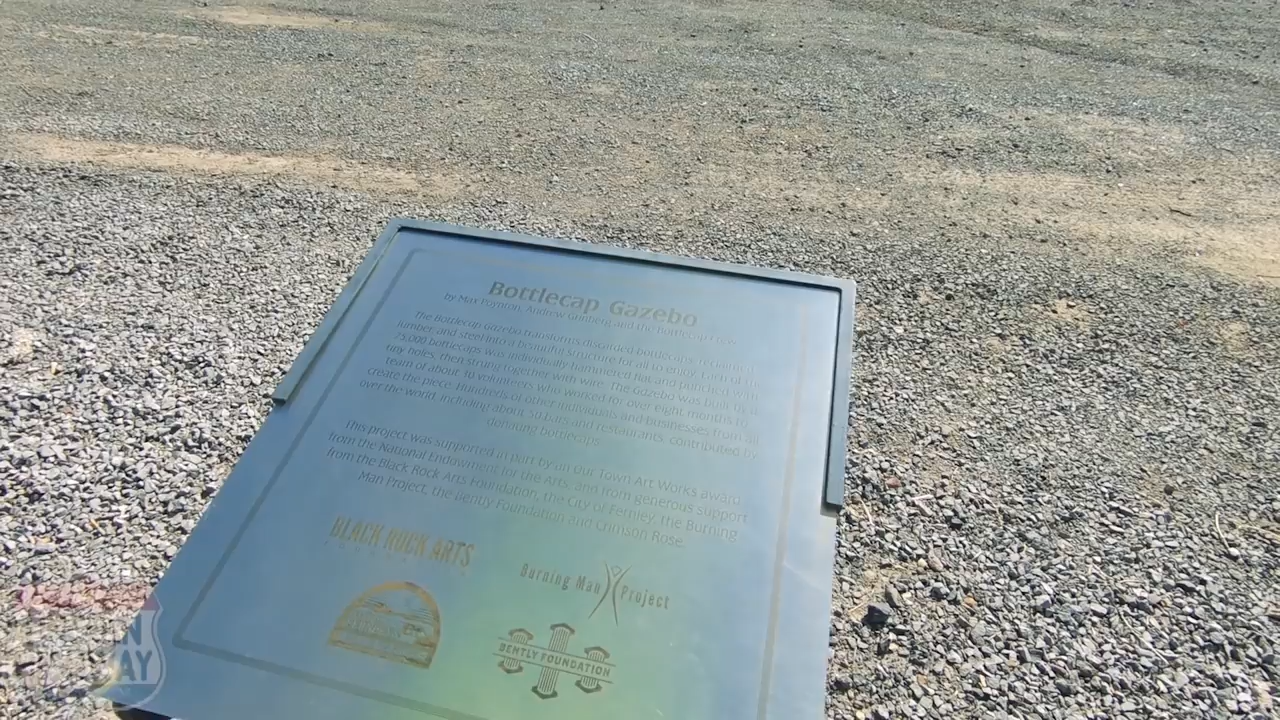 Bottlecap Gazebo
by Max Poynton, Andrew Grinberg and the Bottlecap Crew
The Bottlecap Gazebo transforms discarded bottlecaps, reclaimed
lumber and steel into a beautiful structure for all to enjoy. Each of the
75,000 bottlecaps was individually hammered flat and punched with
tiny holes, then strung together with wire. The Gazebo was built by a
team of about 10 volunteers who worked for over eight months to
create the piece. Hundreds of other individuals and businesses from all
over the world, including about 50 bars and restaurants, contributed by
donating bottlecaps.
This project was supported in part by an Our Town Art Works award
from the National Endowment for the Arts, and from generous support
from the Black Rock Arts Foundation, the City of Fernley, the Burning
Man Project, the Bently Foundation and Crimson Rose.
BLACK ROCK ARTS
FOUNDATION
Burning Man Project
BENTLY FOUNDATION